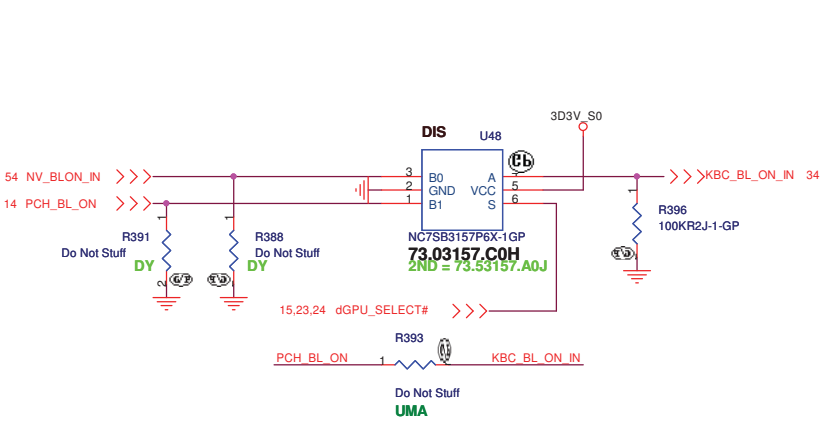 3D3V_S0
DIS
U48
54 NV_BLON_IN
3 B0 A
2 GND VCC 5
1 B1 S 6
KBC_BL_ON_IN 34
14 PCH_BL_ON
1
1
1
R391
Do Not Stuff
DY
2
R388
Do Not Stuff
DY
NC7SB3157P6X-1GP
73.03157.C0H
2ND = 73.53157.A0J
R396
100KR2J-1-GP
15,23,24 dGPU_SELECT#
R393
PCH_BL_ON 1 KBC_BL_ON_IN
Do Not Stuff
UMA